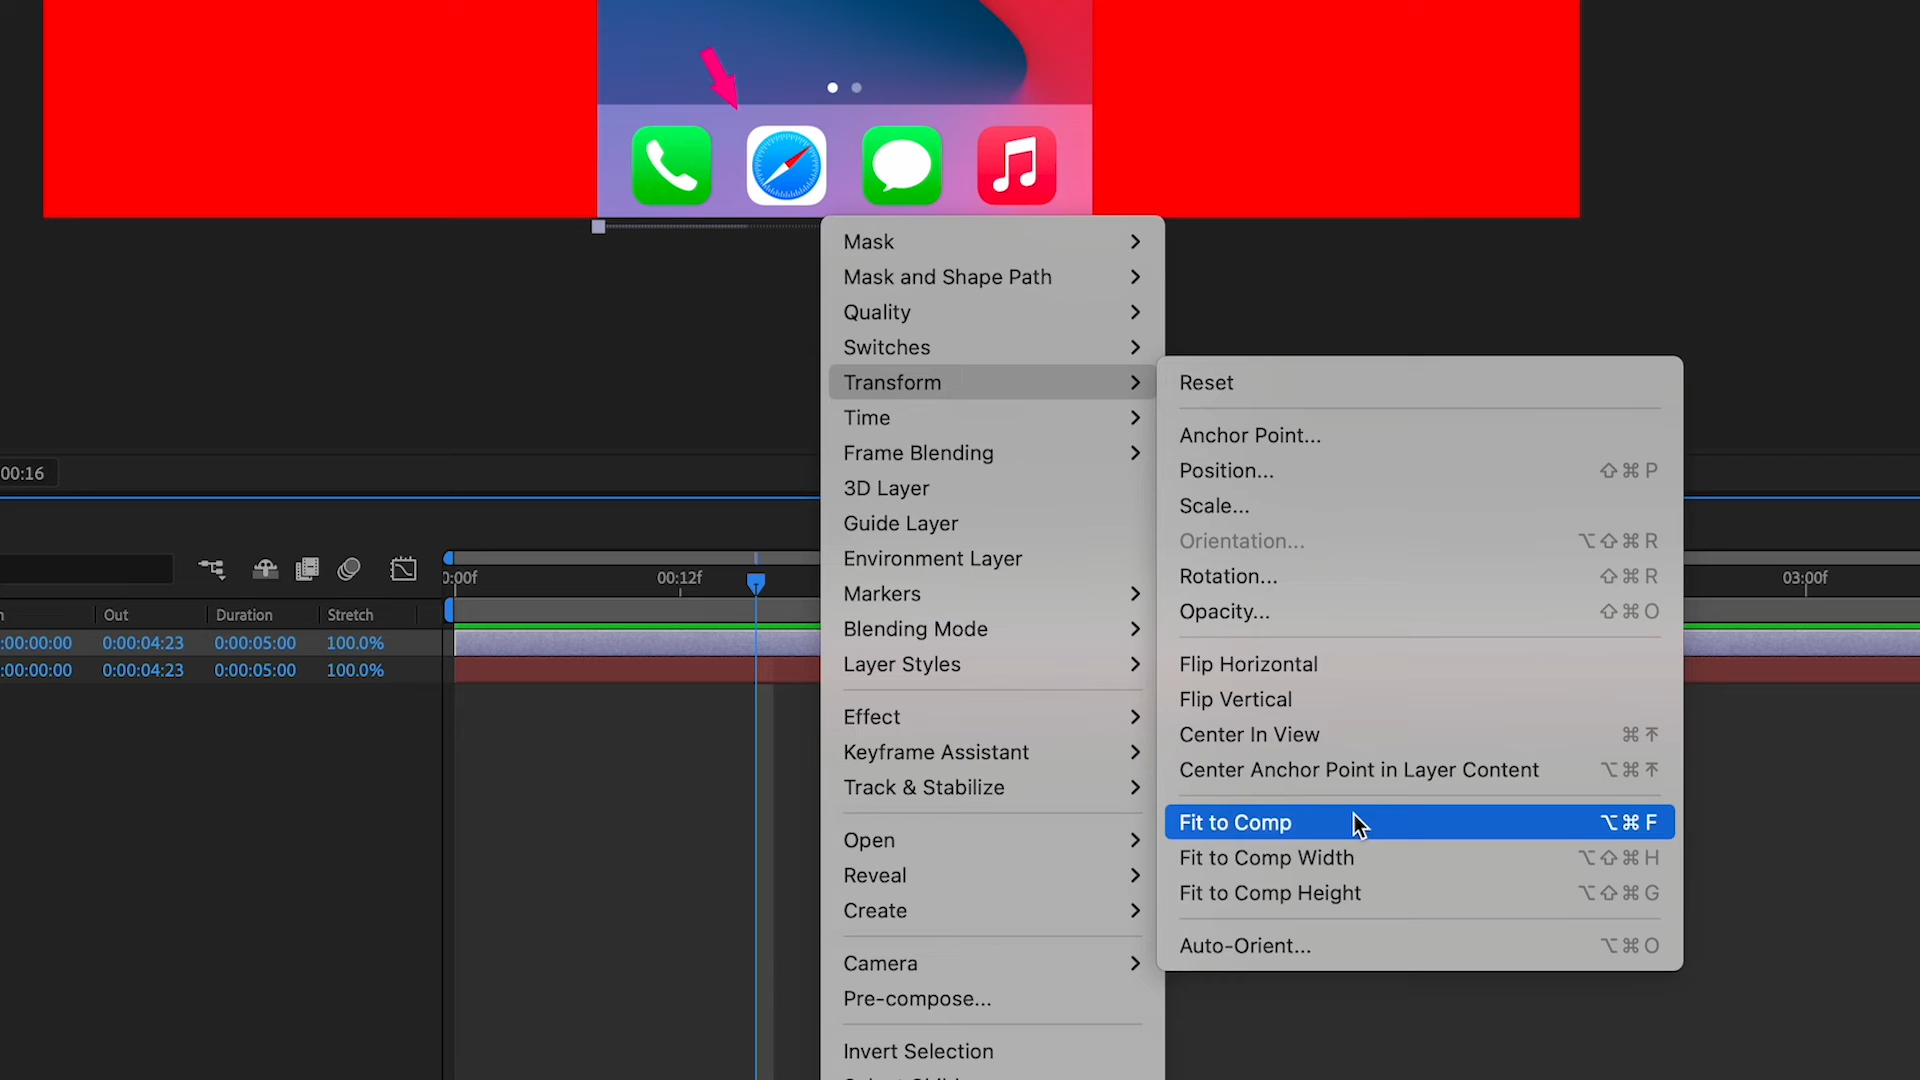 Mask
Mask and Shape Path
Quality
Switches
Transform
Time
Frame Blending
3D Layer
Guide Layer
Environment Layer
Markers
Blending Mode
Layer Styles
Effect
Keyframe Assistant
Track & Stabilize
Open
Reveal
Create
Camera
Pre-compose...
Invert Selection
Reset
Anchor Point...
Position... ⇧⌘P
Scale...
Orientation... ⌥⇧⌘R
Rotation... ⇧⌘R
Opacity... ⇧⌘O
Flip Horizontal
Flip Vertical
Center In View ⌘⤒
Center Anchor Point in Layer Content ⌥⌘⤒
Fit to Comp ⌥⌘F
Fit to Comp Width ⌥⇧⌘H
Fit to Comp Height ⌥⇧⌘G
Auto-Orient... ⌥⌘O
00:16
0:00f 00:12f 03:00f
Out Duration Stretch
:00:00:00 0:00:04:23 0:00:05:00 100.0%
:00:00:00 0:00:04:23 0:00:05:00 100.0%